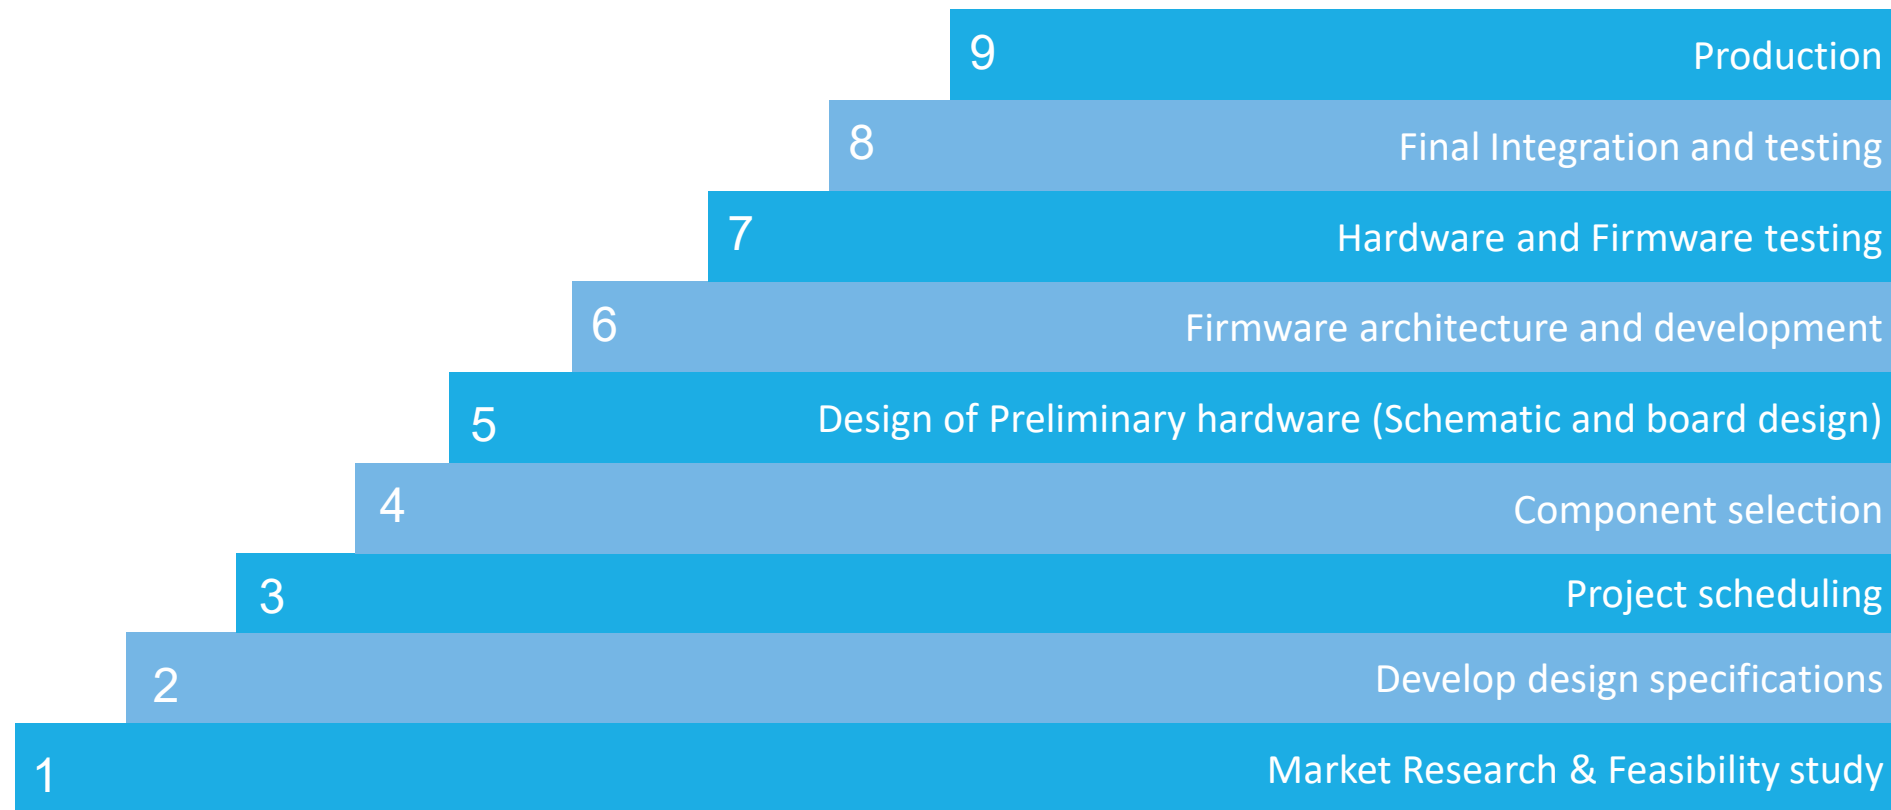 9 Production
8 Final Integration and testing
7 Hardware and Firmware testing
6 Firmware architecture and development
5 Design of Preliminary hardware (Schematic and board design)
4 Component selection
3 Project scheduling
2 Develop design specifications
1 Market Research & Feasibility study